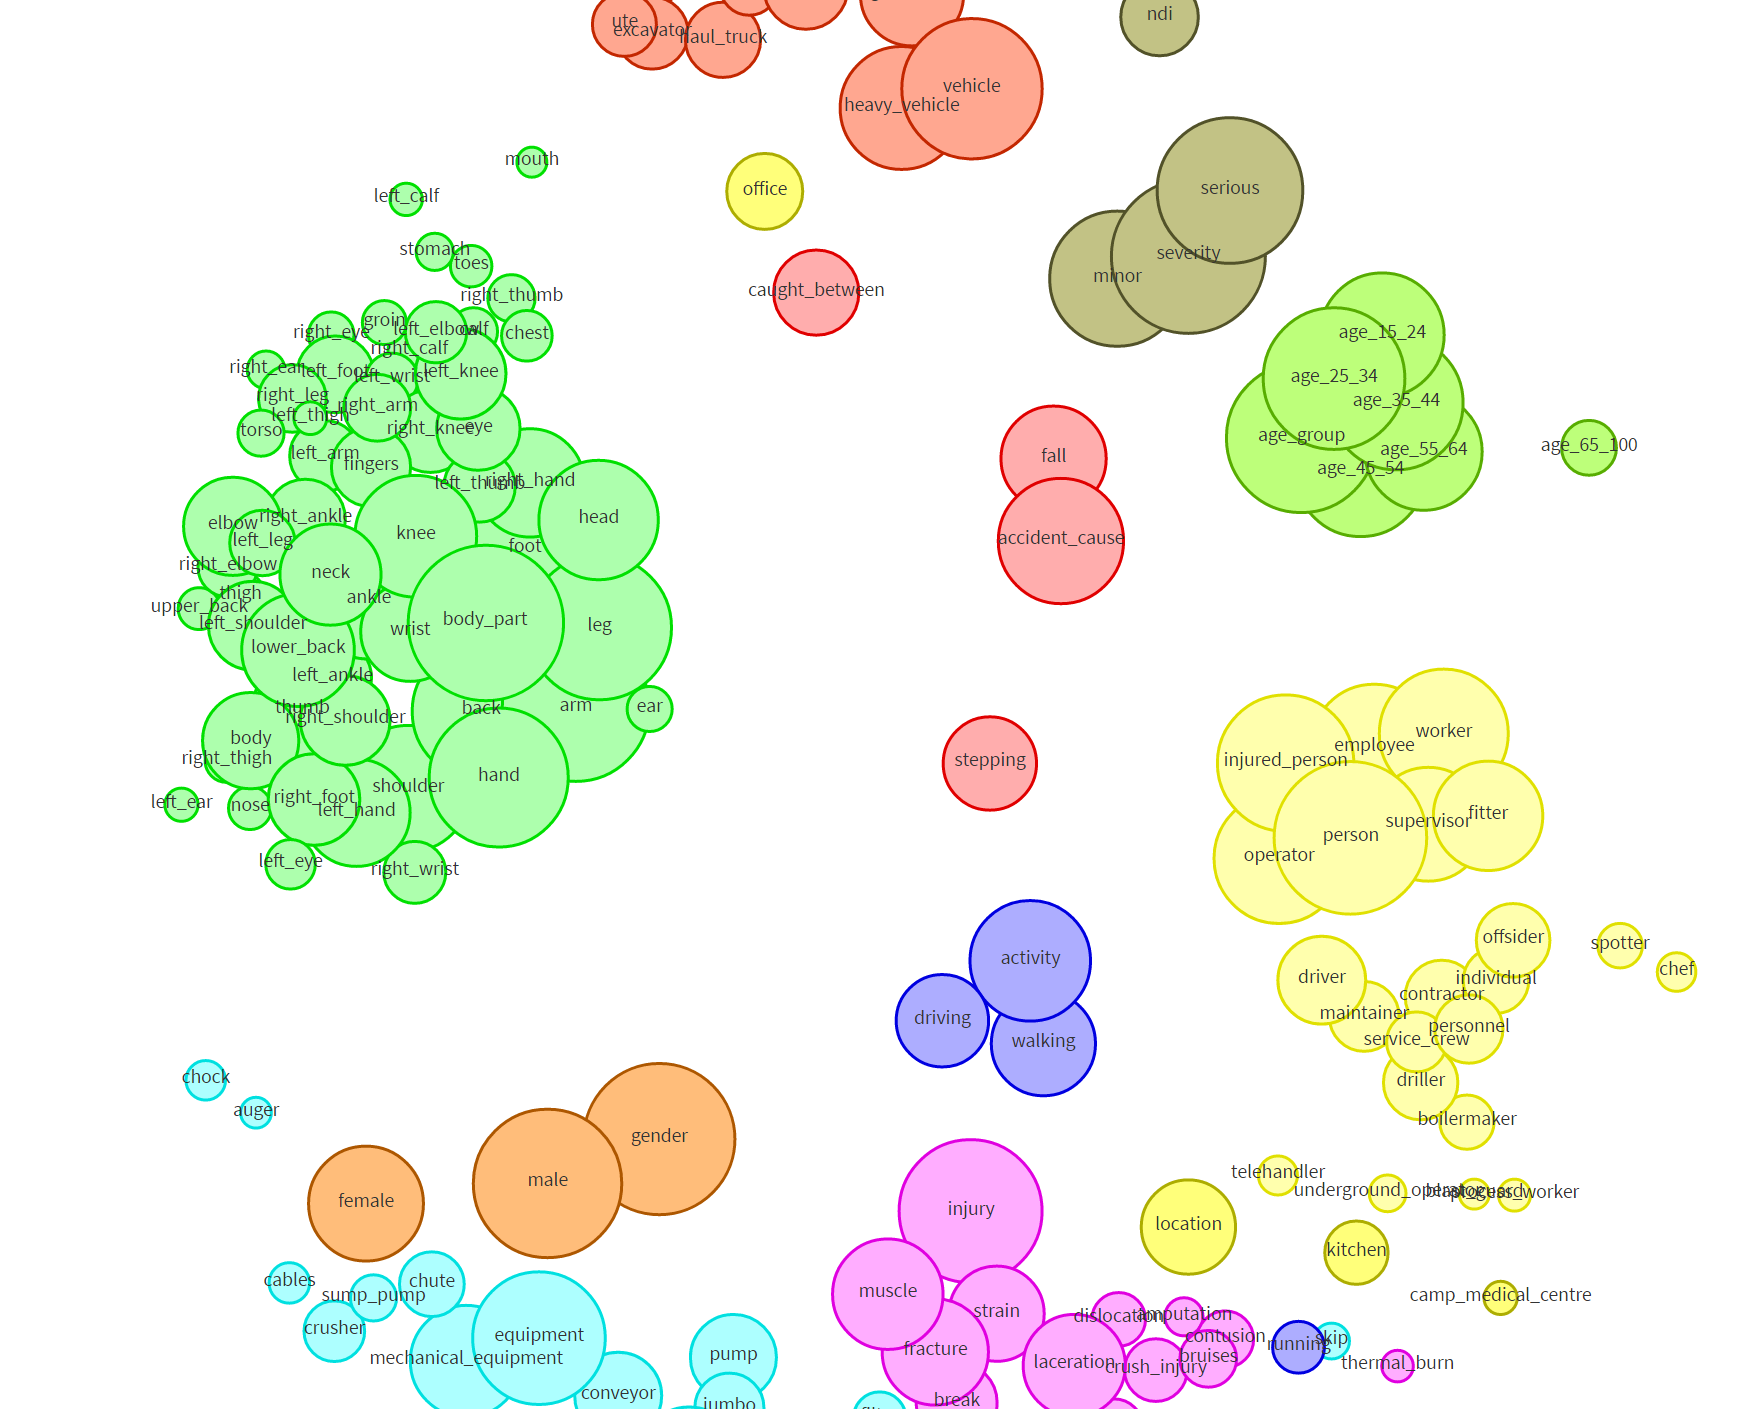 ute
excavator
haul_truck
ndi
vehicle
heavy_vehicle
mouth
left_calf
office
serious
stomach
toes
severity
minor
right_thumb
caught_between
groin
right_eye
left_elbow
calf
chest
age_15_24
right_calf
right_ear
left_foot
left_wrist
left_knee
age_25_34
right_leg
right_arm
age_35_44
left_thigh
torso
right_knee
eye
age_group
age_65_100
left_arm
fingers
fall
age_55_64
age_45_54
left_thumb
right_hand
elbow
right_ankle
head
left_leg
knee
foot
accident_cause
right_elbow
neck
thigh
ankle
upper_back
left_shoulder
wrist
body_part
leg
lower_back
left_ankle
thumb
right_shoulder
back
arm
ear
body
right_thigh
worker
employee
injured_person
stepping
hand
shoulder
left_ear
nose
right_foot
left_hand
fitter
supervisor
person
operator
left_eye
right_wrist
offsider
spotter
activity
chef
driver
individual
contractor
driving
maintainer
personnel
walking
service_crew
chock
driller
auger
boilermaker
gender
telehandler
male
underground_operator
process_worker
female
injury
location
kitchen
cables
chute
sump_pump
muscle
camp_medical_centre
crusher
strain
dislocation
amputation
equipment
contusion
running
skip
mechanical_equipment
pump
fracture
laceration
crush_injury
bruises
thermal_burn
conveyor
jumbo
break